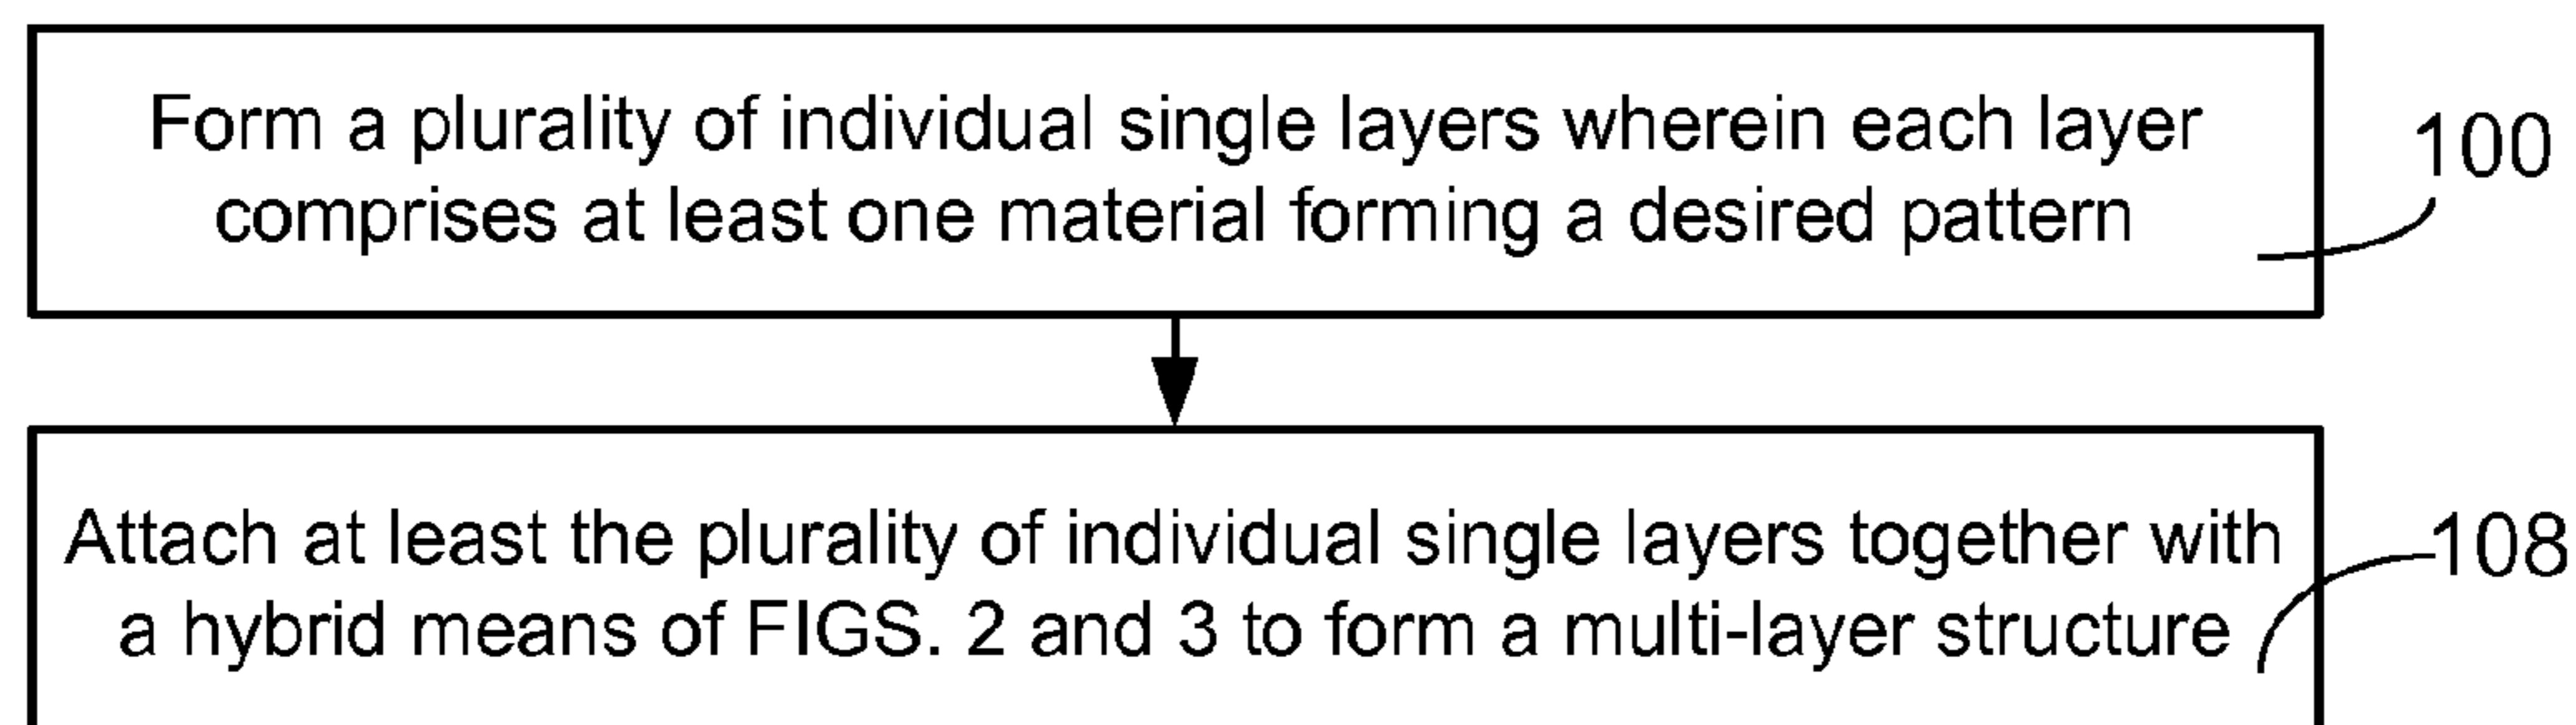 Form a plurality of individual single layers wherein each layer
comprises at least one material forming a desired pattern
100
Attach at least the plurality of individual single layers together with
a hybrid means of FIGS. 2 and 3 to form a multi-layer structure
108